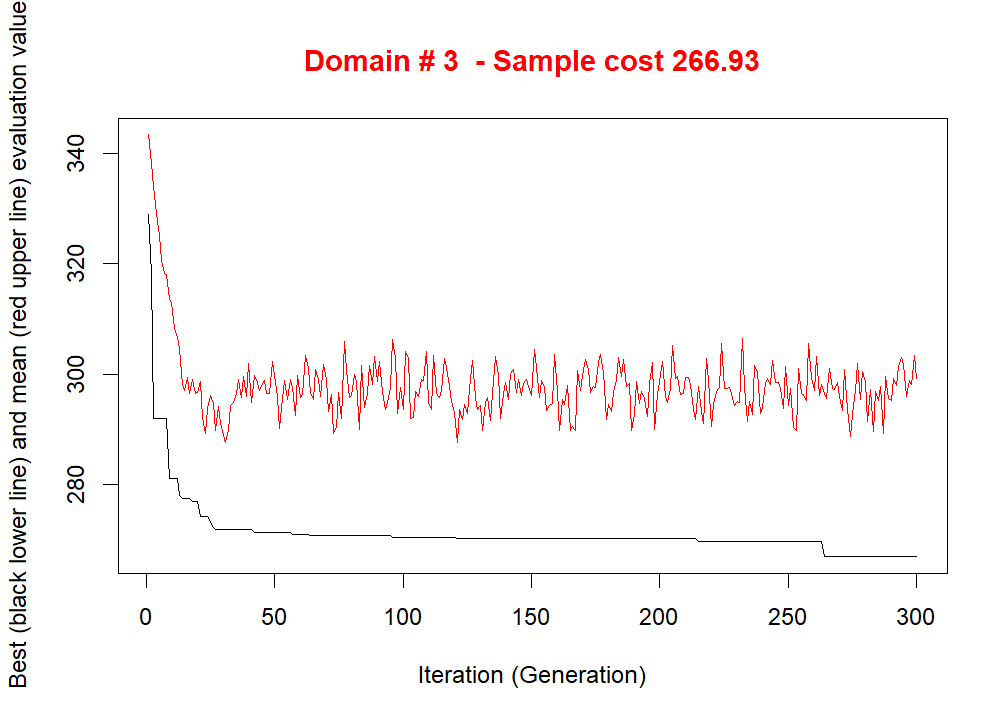 Domain # 3  - Sample cost 266.93
Best (black lower line) and mean (red upper line) evaluation value
340
320
300
280
0 50 100 150 200 250 300
Iteration (Generation)